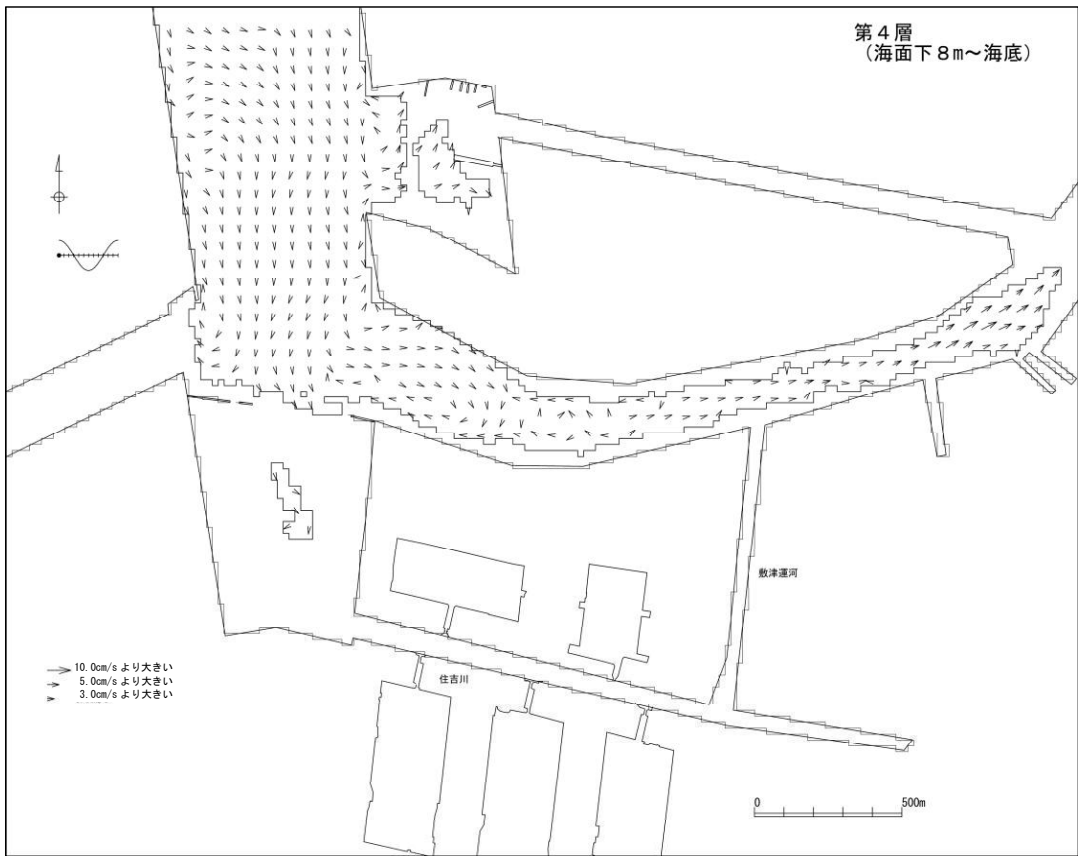 第４層
（海面下８m～海底）
敷津運河
10.0cm/sより大きい
5.0cm/sより大きい
3.0cm/sより大きい
住吉川
0 500m